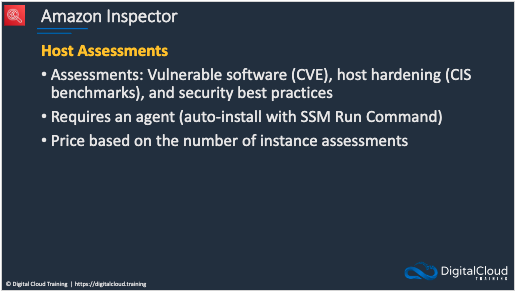 Amazon Inspector
Host Assessments
• Assessments: Vulnerable software (CVE), host hardening (CIS
benchmarks), and security best practices
• Requires an agent (auto-install with SSM Run Command)
• Price based on the number of instance assessments
DigitalCloud
TRAINING
© Digital Cloud Training | https://digitalcloud.training